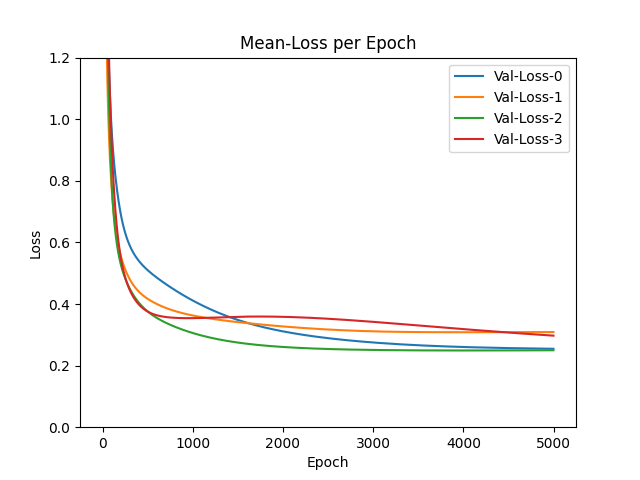 Mean-Loss per Epoch
Val-Loss-0
Val-Loss-1
Val-Loss-2
Val-Loss-3
Loss
1.2
1.0
0.8
0.6
0.4
0.2
0.0
0 1000 2000 3000 4000 5000
Epoch